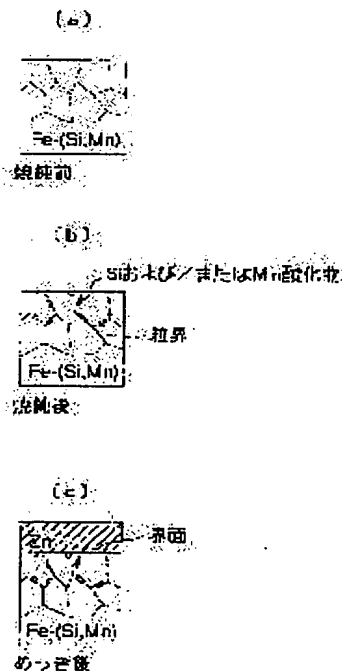 (a)
Fe-(Si,Mn)
焼鈍前
(b)
Siおよび/またはMn酸化物
粒界
Fe-(Si,Mn)
焼鈍後
(c)
Zn
界面
Fe-(Si,Mn)
めっき後